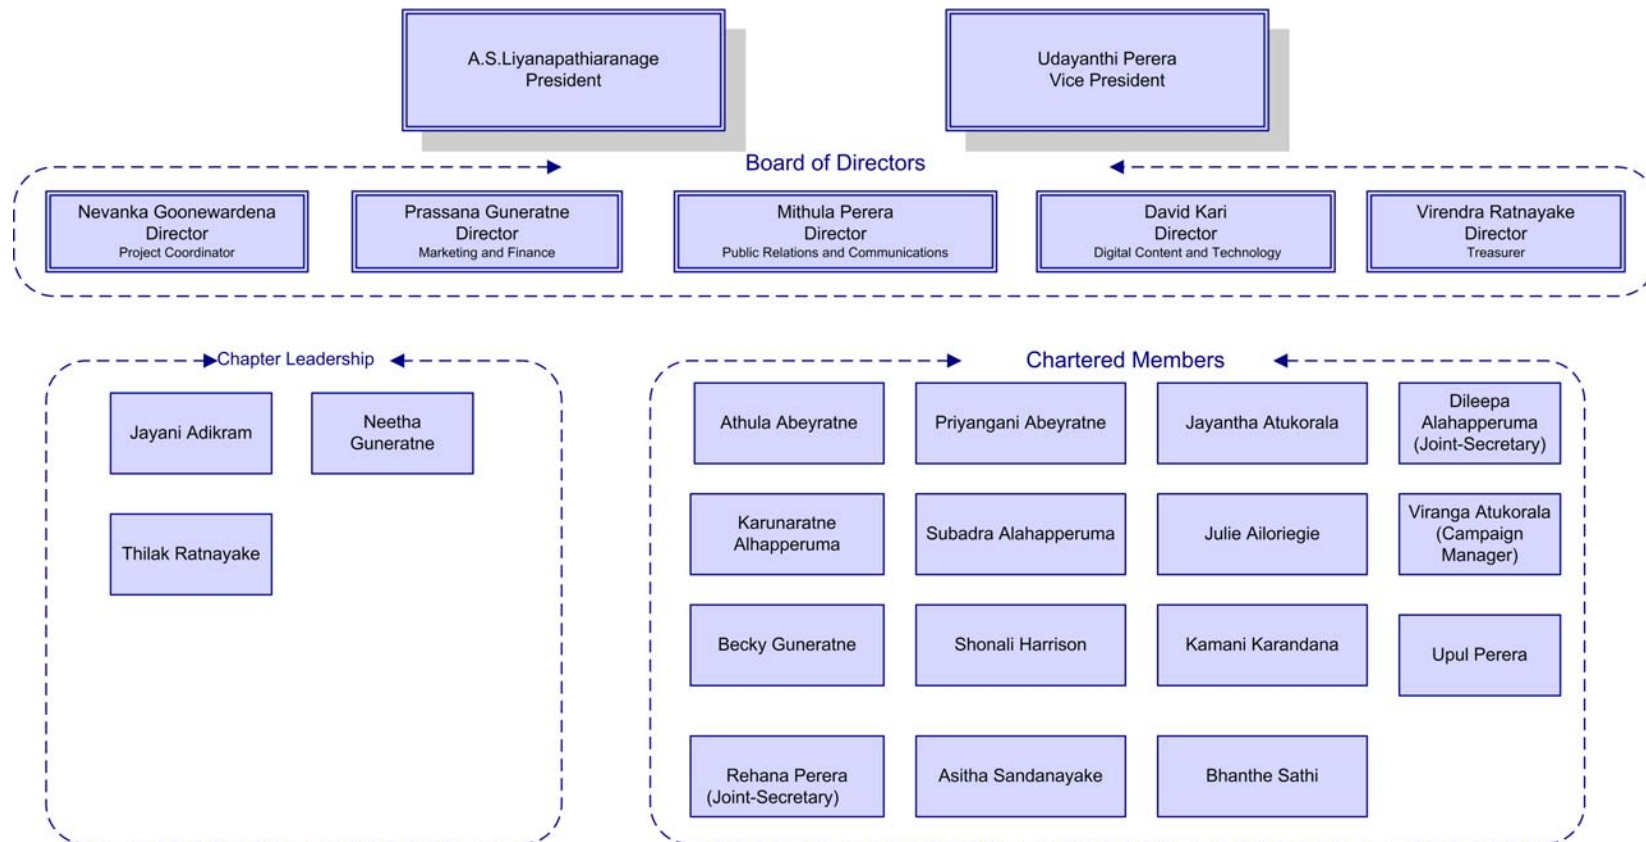 A.S.Liyanapathiaranage
President
Udayanthi Perera
Vice President
Board of Directors
Nevanka Goonewardena
Director
Project Coordinator
Prassana Guneratne
Director
Marketing and Finance
Mithula Perera
Director
Public Relations and Communications
David Kari
Director
Digital Content and Technology
Virendra Ratnayake
Director
Treasurer
Chapter Leadership
Jayani Adikram
Neetha
Guneratne
Thilak Ratnayake
Chartered Members
Athula Abeyratne
Priyangani Abeyratne
Jayantha Atukorala
Dileepa
Alahapperuma
(Joint-Secretary)
Karunaratne
Alhapperuma
Subadra Alahapperuma
Julie Ailoriegie
Viranga Atukorala
(Campaign
Manager)
Becky Guneratne
Shonali Harrison
Kamani Karandana
Upul Perera
Rehana Perera
(Joint-Secretary)
Asitha Sandanayake
Bhanthe Sathi